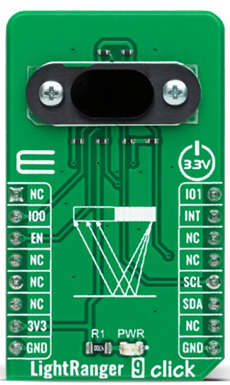 3.3V
NC IO1
IO0 INT
EN NC
NC NC
NC SCL
NC SDA
3V3 NC
GND GND
R1 PWR
LightRanger 9 click